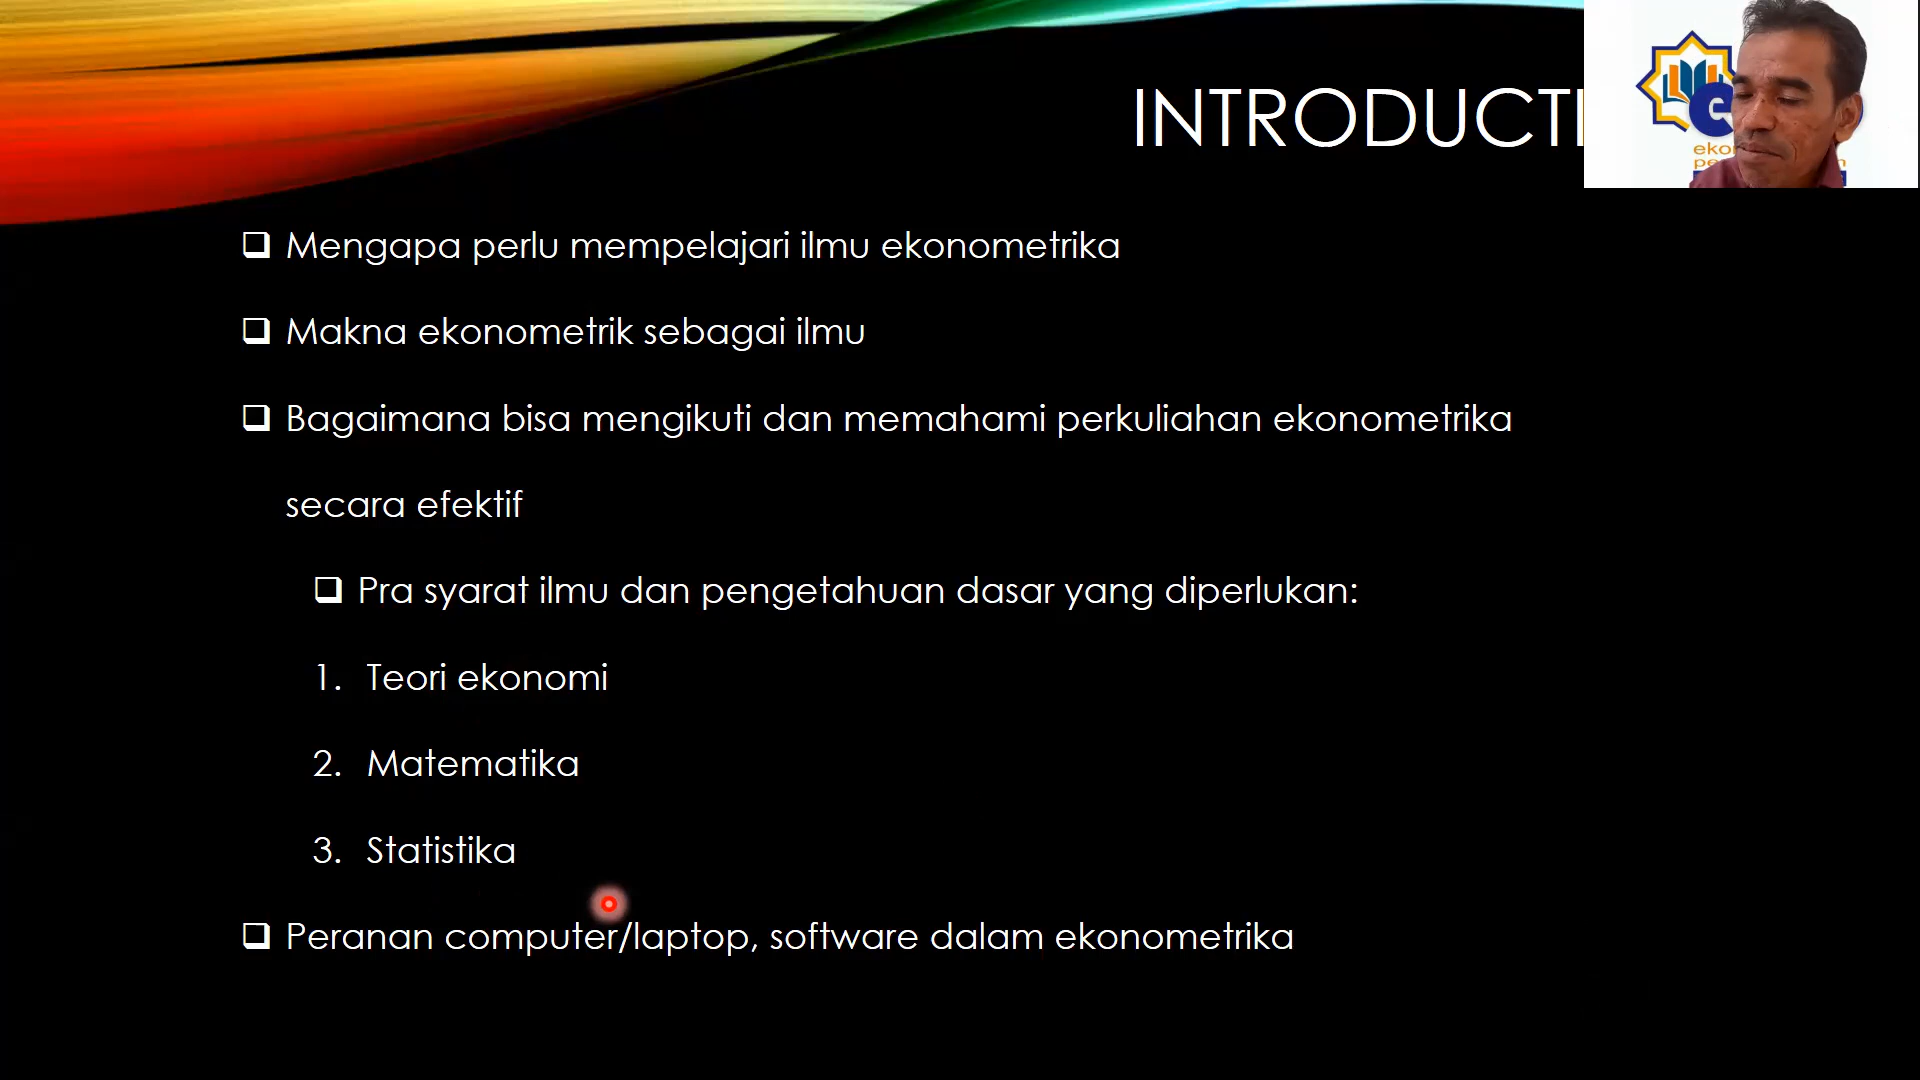 INTRODUCTI
Mengapa perlu mempelajari ilmu ekonometrika
Makna ekonometrik sebagai ilmu
Bagaimana bisa mengikuti dan memahami perkuliahan ekonometrika
secara efektif
Pra syarat ilmu dan pengetahuan dasar yang diperlukan:
1. Teori ekonomi
2. Matematika
3. Statistika
Peranan computer/laptop, software dalam ekonometrika